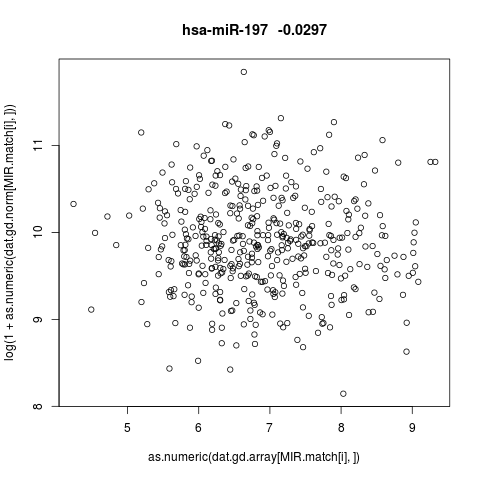 hsa-miR-197 -0.0297
log(1 + as.numeric(dat.gd.norm[MIR.match[i], ]))
11
10
9
8
5 6 7 8 9
as.numeric(dat.gd.array[MIR.match[i], ])